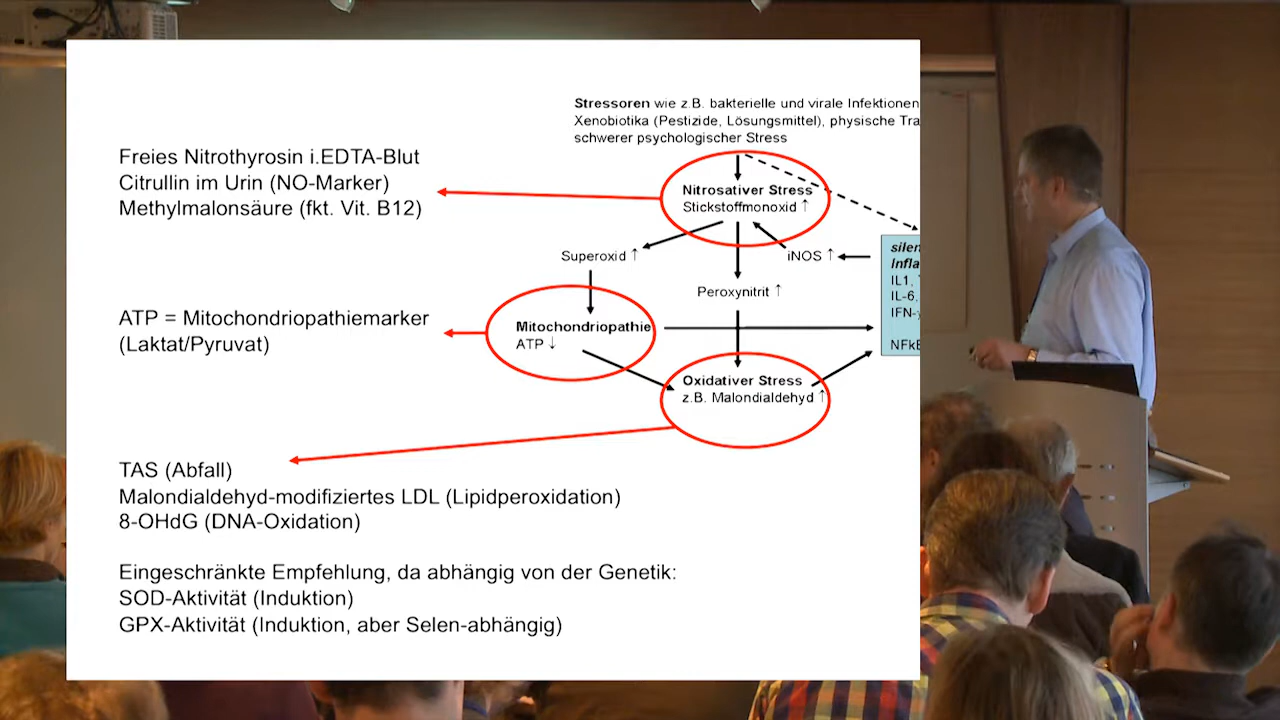 Stressoren wie z.B. bakterielle und virale Infektionen
Xenobiotika (Pestizide, Lösungsmittel), physische
schwerer psychologischer Stress
Freies Nitrothyrosin i.EDTA-Blut
Citrullin im Urin (NO-Marker)
Methylmalonsäure (fkt. Vit. B12)
Nitrosativer Stress
Stickstoffmonoxid ↑
Superoxid ↑
iNOS ↑
Peroxynitrit ↑
IL1,
IL-6,
ATP = Mitochondriopathiemarker
(Laktat/Pyruvat)
Mitochondriopathie
ATP ↓
Oxidativer Stress
z.B. Malondialdehyd ↑
TAS (Abfall)
Malondialdehyd-modifiziertes LDL (Lipidperoxidation)
8-OHdG (DNA-Oxidation)
Eingeschränkte Empfehlung, da abhängig von der Genetik:
SOD-Aktivität (Induktion)
GPX-Aktivität (Induktion, aber Selen-abhängig)